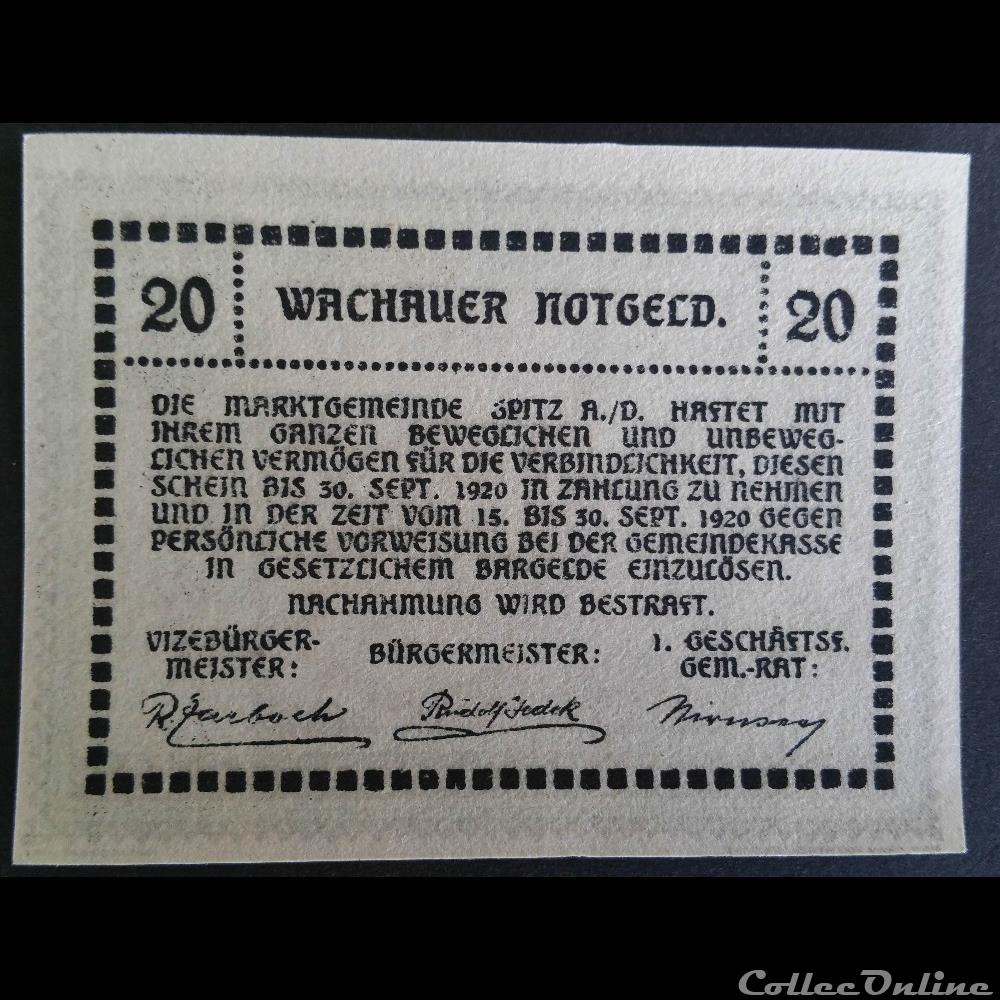 20 WACHAUER NOTGELD. 20
DIE MARKTGEMEINDE SPITZ A./D. HAFTET MIT
IHREM GANZEN BEWEGLICHEN UND UNBEWEG-
LICHEN VERMÖGEN FÜR DIE VERBINDLICHKEIT, DIESEN
SCHEIN BIS 30. SEPT. 1920 IN ZAHLUNG ZU NEHMEN
UND IN DER ZEIT VOM 15. BIS 30. SEPT. 1920 GEGEN
PERSÖNLICHE VORWEISUNG BEI DER GEMEINDEKASSE
IN GESETZLICHEM BARGELDE EINZULÖSEN.
NACHAHMUNG WIRD BESTRAFT.
VIZEBÜRGER-
MEISTER:
BÜRGERMEISTER:
1. GESCHÄFTSF.
GEM.-RAT:
Rudolf
CollecOnline